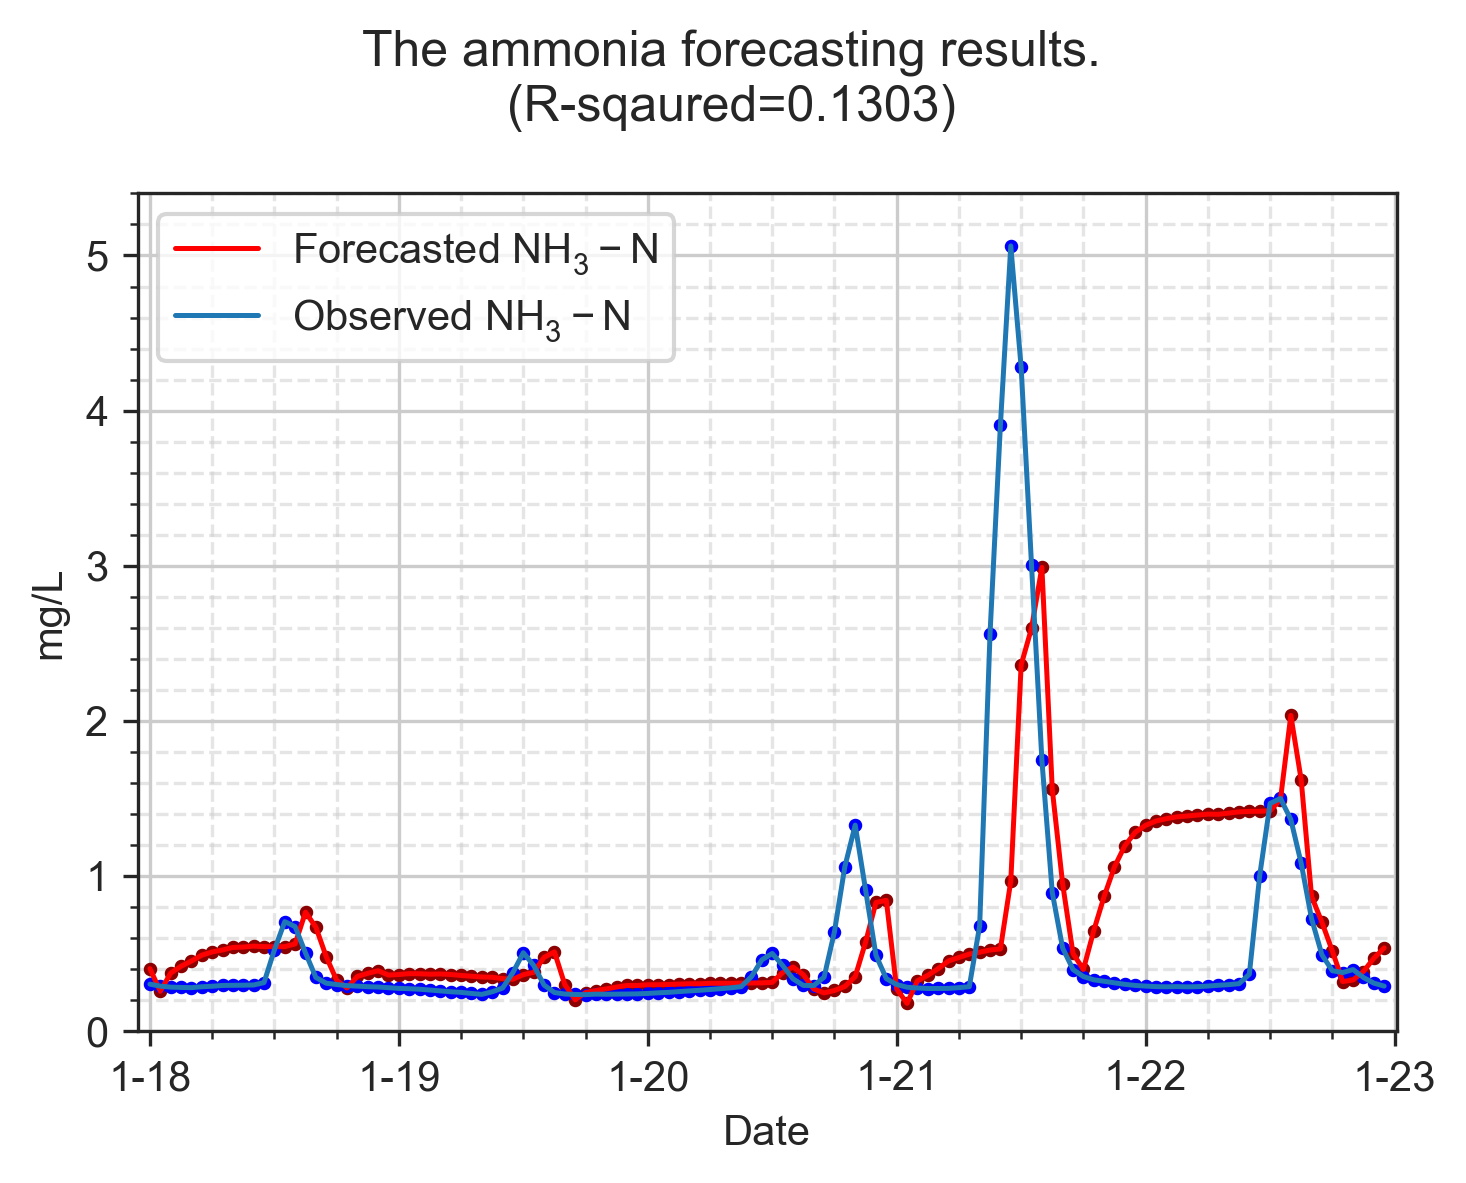 The ammonia forecasting results.
(R-sqaured=0.1303)
Forecasted NH₃ − N
Observed NH₃ − N
5
4
3
2
1
0
mg/L
1-18 1-19 1-20 1-21 1-22 1-23
Date